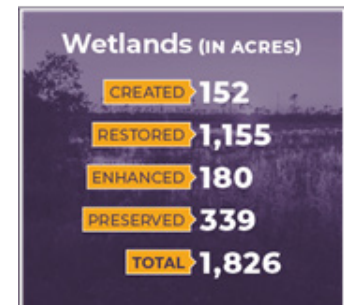 Wetlands (IN ACRES)
CREATED 152
RESTORED 1,155
ENHANCED 180
PRESERVED 339
TOTAL 1,826